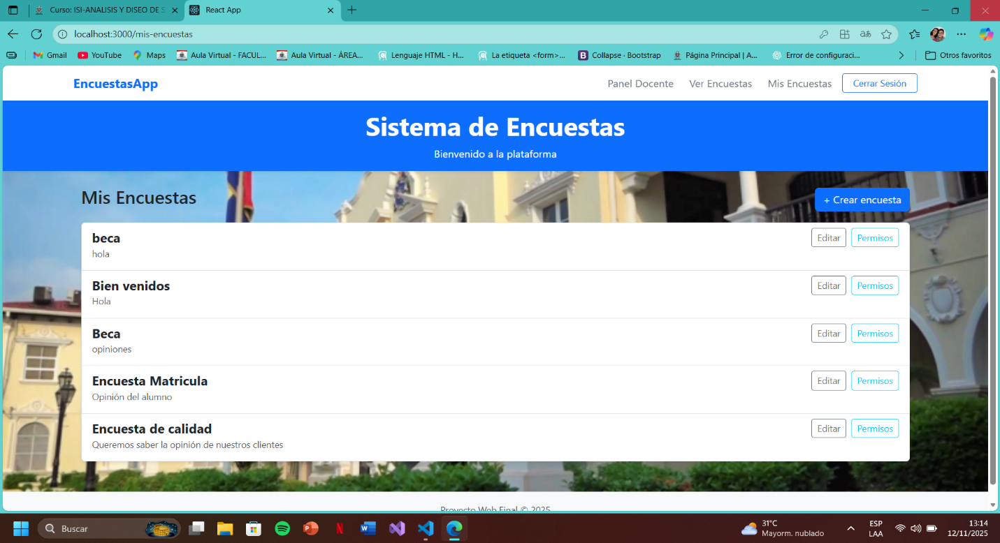 Curso: ISI-ANALISIS Y DISEO DE S
React App
localhost:3000/mis-encuestas
Gmail
YouTube
Maps
Aula Virtual - FACUL...
Aula Virtual - ÁREA...
Lenguaje HTML - H...
La etiqueta <form>...
Collapse · Bootstrap
Página Principal | A...
Error de configuraci...
Otros favoritos
EncuestasApp
Panel Docente
Ver Encuestas
Mis Encuestas
Cerrar Sesión
Sistema de Encuestas
Bienvenido a la plataforma
Mis Encuestas
+ Crear encuesta
beca
hola
Editar
Permisos
Bien venidos
Hola
Editar
Permisos
Beca
opiniones
Editar
Permisos
Encuesta Matricula
Opinión del alumno
Editar
Permisos
Encuesta de calidad
Queremos saber la opinión de nuestros clientes
Editar
Permisos
Proyecto Web Final © 2025
Buscar
31°C
Mayorm. nublado
ESP
LAA
13:14
12/11/2025